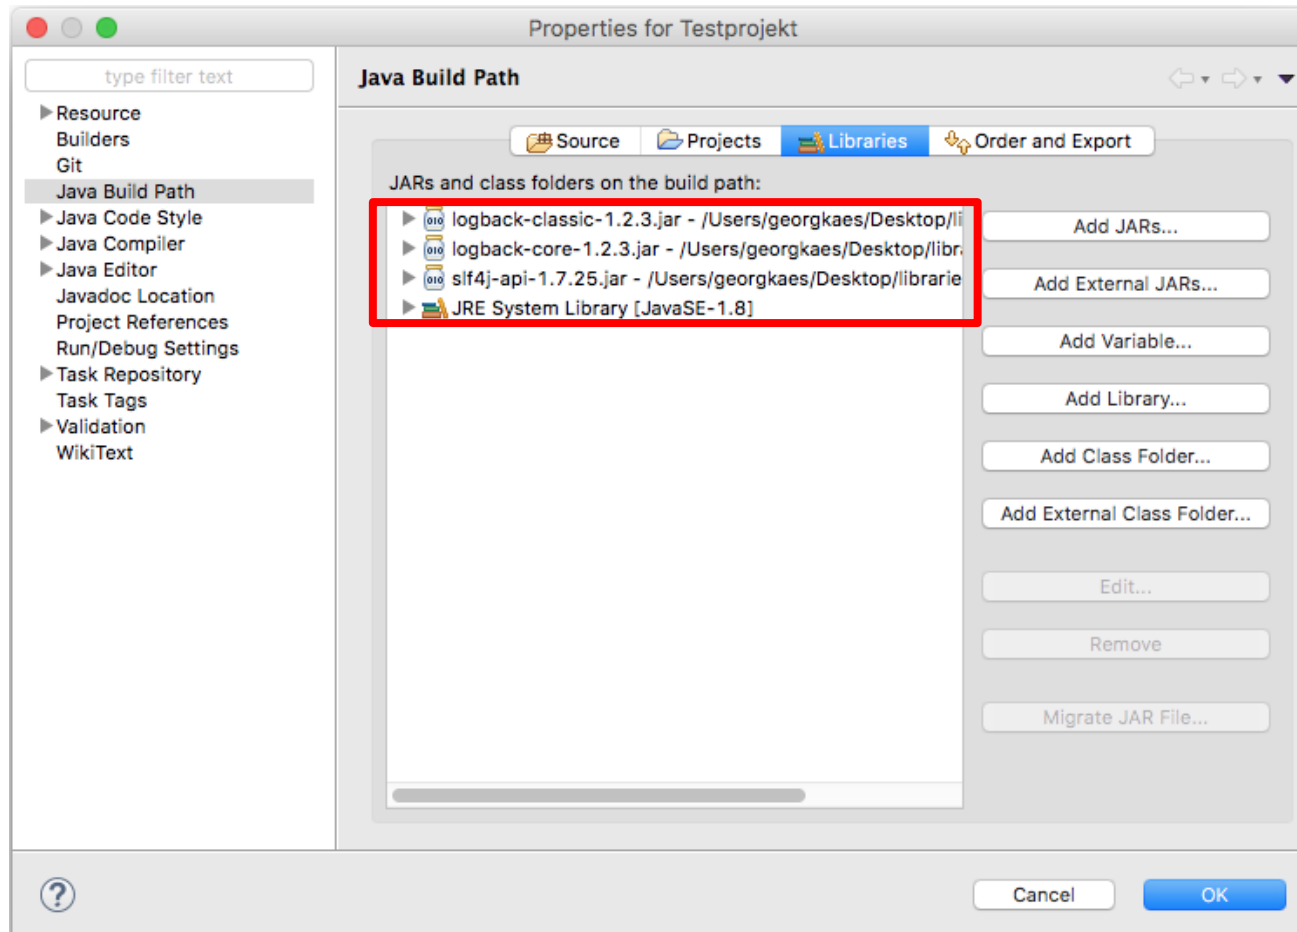 Properties for Testprojekt
type filter text
Resource
Builders
Git
Java Build Path
Java Code Style
Java Compiler
Java Editor
Javadoc Location
Project References
Run/Debug Settings
Task Repository
Task Tags
Validation
WikiText
Java Build Path
Source Projects Libraries Order and Export
JARs and class folders on the build path:
logback-classic-1.2.3.jar - /Users/georgkaes/Desktop/li
logback-core-1.2.3.jar - /Users/georgkaes/Desktop/libr
slf4j-api-1.7.25.jar - /Users/georgkaes/Desktop/librarie
JRE System Library [JavaSE-1.8]
Add JARs...
Add External JARs...
Add Variable...
Add Library...
Add Class Folder...
Add External Class Folder...
Edit...
Remove
Migrate JAR File...
?
Cancel
OK